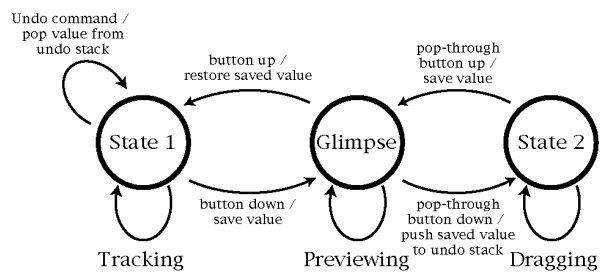 Undo command /
pop value from
undo stack
button up /
restore saved value
pop-through
button up /
save value
State 1
Glimpse
State 2
button down /
save value
pop-through
button down /
push saved value
to undo stack
Tracking
Previewing
Dragging